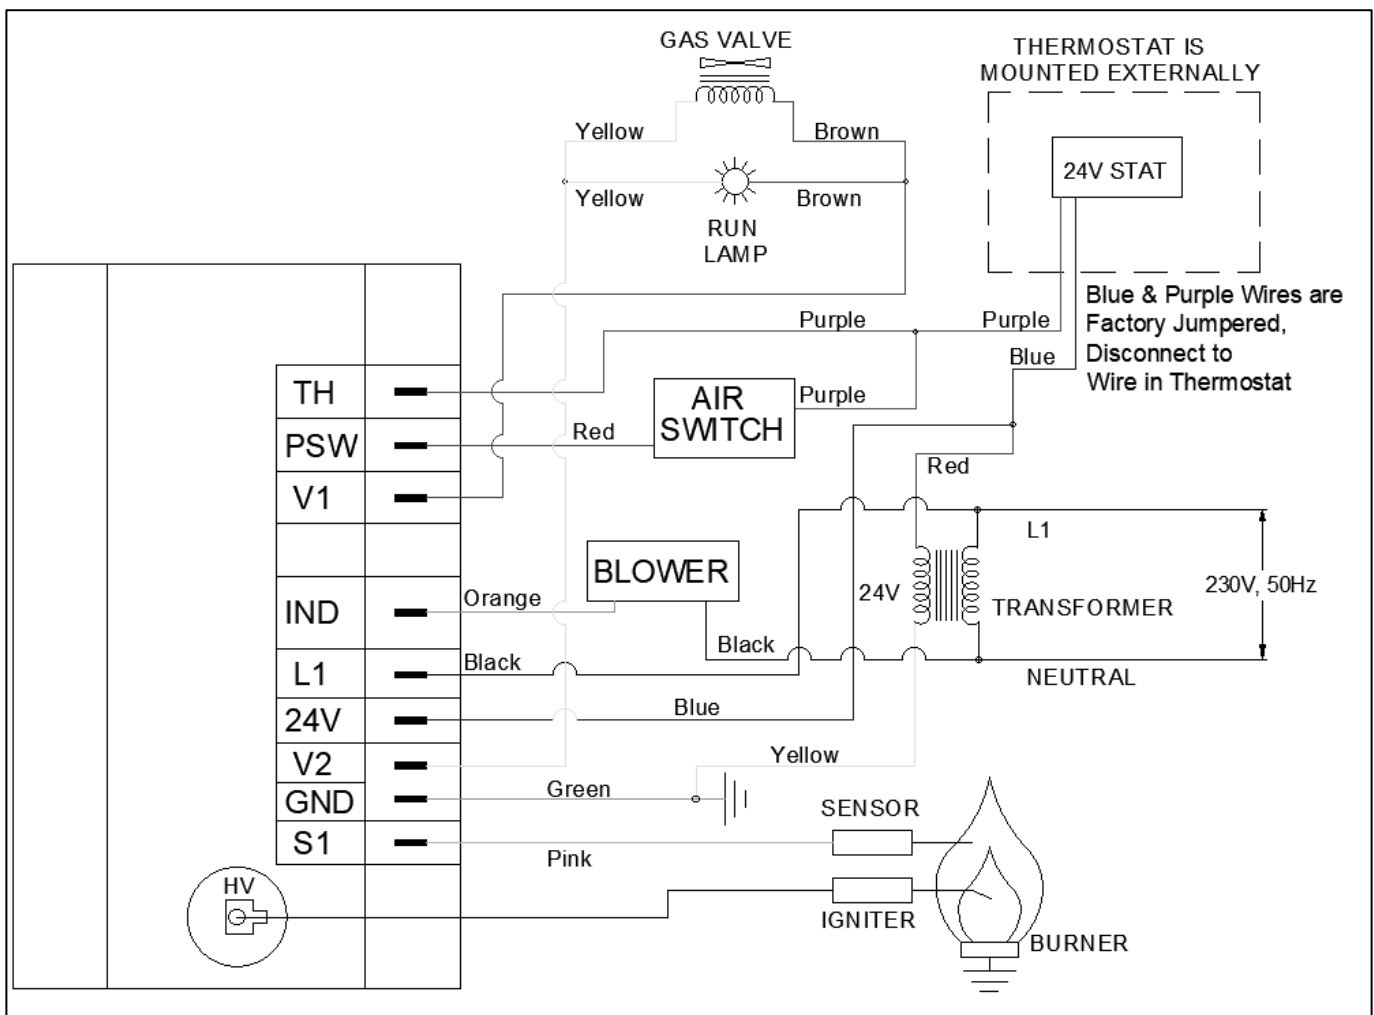 GAS VALVE
THERMOSTAT IS
MOUNTED EXTERNALLY
Yellow
Brown
24V STAT
Yellow
Brown
RUN
LAMP
Blue & Purple Wires are
Factory Jumpered,
Disconnect to
Wire in Thermostat
Purple
Purple
Blue
TH
AIR
SWITCH
Purple
PSW
Red
Red
V1
L1
BLOWER
24V
TRANSFORMER
230V, 50Hz
IND
Orange
Black
L1
Black
NEUTRAL
24V
Blue
V2
Yellow
GND
Green
SENSOR
S1
Pink
HV
IGNITER
BURNER